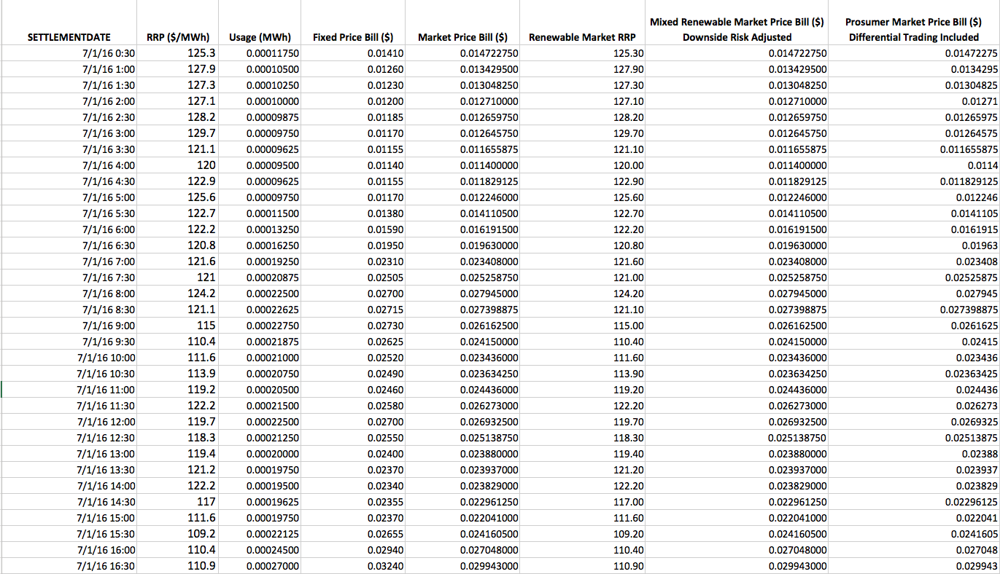 Mixed Renewable Market Price Bill ($) Prosumer Market Price Bill ($)
SETTLEMENTDATE RRP ($/MWh) Usage (MWh) Fixed Price Bill ($) Market Price Bill ($) Renewable Market RRP Downside Risk Adjusted Differential Trading Included
7/1/16 0:30 125.3 0.00011750 0.01410 0.014722750 125.30 0.014722750 0.01472275
7/1/16 1:00 127.9 0.00010500 0.01260 0.013429500 127.90 0.013429500 0.0134295
7/1/16 1:30 127.3 0.00010250 0.01230 0.013048250 127.30 0.013048250 0.01304825
7/1/16 2:00 127.1 0.00010000 0.01200 0.012710000 127.10 0.012710000 0.01271
7/1/16 2:30 128.2 0.00009875 0.01185 0.012659750 128.20 0.012659750 0.01265975
7/1/16 3:00 129.7 0.00009750 0.01170 0.012645750 129.70 0.012645750 0.01264575
7/1/16 3:30 121.1 0.00009625 0.01155 0.011655875 121.10 0.011655875 0.011655875
7/1/16 4:00 120 0.00009500 0.01140 0.011400000 120.00 0.011400000 0.0114
7/1/16 4:30 122.9 0.00009625 0.01155 0.011829125 122.90 0.011829125 0.011829125
7/1/16 5:00 125.6 0.00009750 0.01170 0.012246000 125.60 0.012246000 0.012246
7/1/16 5:30 122.7 0.00011500 0.01380 0.014110500 122.70 0.014110500 0.0141105
7/1/16 6:00 122.2 0.00013250 0.01590 0.016191500 122.20 0.016191500 0.0161915
7/1/16 6:30 120.8 0.00016250 0.01950 0.019630000 120.80 0.019630000 0.01963
7/1/16 7:00 121.6 0.00019250 0.02310 0.023408000 121.60 0.023408000 0.023408
7/1/16 7:30 121 0.00020875 0.02505 0.025258750 121.00 0.025258750 0.02525875
7/1/16 8:00 124.2 0.00022500 0.02700 0.027945000 124.20 0.027945000 0.027945
7/1/16 8:30 121.1 0.00022625 0.02715 0.027398875 121.10 0.027398875 0.027398875
7/1/16 9:00 115 0.00022750 0.02730 0.026162500 115.00 0.026162500 0.0261625
7/1/16 9:30 110.4 0.00021875 0.02625 0.024150000 110.40 0.024150000 0.02415
7/1/16 10:00 111.6 0.00021000 0.02520 0.023436000 111.60 0.023436000 0.023436
7/1/16 10:30 113.9 0.00020750 0.02490 0.023634250 113.90 0.023634250 0.02363425
7/1/16 11:00 119.2 0.00020500 0.02460 0.024436000 119.20 0.024436000 0.024436
7/1/16 11:30 122.2 0.00021500 0.02580 0.026273000 122.20 0.026273000 0.026273
7/1/16 12:00 119.7 0.00022500 0.02700 0.026932500 119.70 0.026932500 0.0269325
7/1/16 12:30 118.3 0.00021250 0.02550 0.025138750 118.30 0.025138750 0.02513875
7/1/16 13:00 119.4 0.00020000 0.02400 0.023880000 119.40 0.023880000 0.02388
7/1/16 13:30 121.2 0.00019750 0.02370 0.023937000 121.20 0.023937000 0.023937
7/1/16 14:00 122.2 0.00019500 0.02340 0.023829000 122.20 0.023829000 0.023829
7/1/16 14:30 117 0.00019625 0.02355 0.022961250 117.00 0.022961250 0.02296125
7/1/16 15:00 111.6 0.00019750 0.02370 0.022041000 111.60 0.022041000 0.022041
7/1/16 15:30 109.2 0.00022125 0.02655 0.024160500 109.20 0.024160500 0.0241605
7/1/16 16:00 110.4 0.00024500 0.02940 0.027048000 110.40 0.027048000 0.027048
7/1/16 16:30 110.9 0.00027000 0.03240 0.029943000 110.90 0.029943000 0.029943